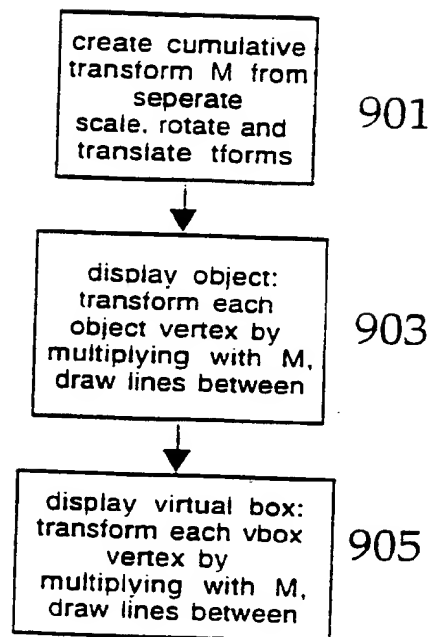 create cumulative
transform M from
seperate
scale, rotate and
translate tforms
901
display object:
transform each
object vertex by
multiplying with M,
draw lines between
903
display virtual box:
transform each vbox
vertex by
multiplying with M,
draw lines between
905